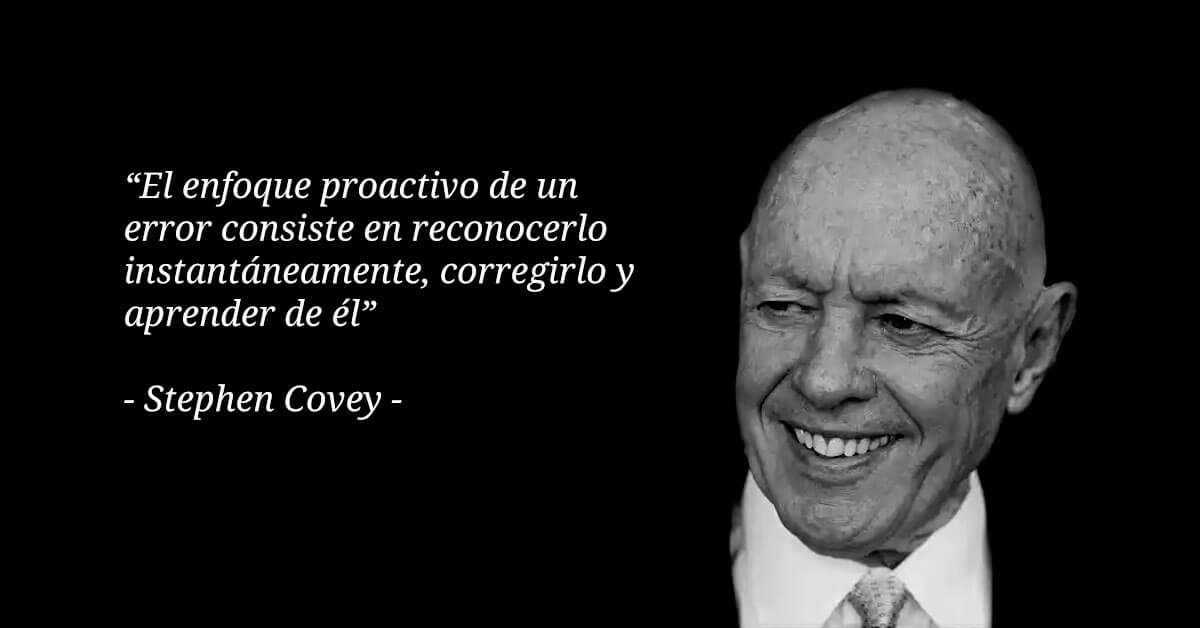 “El enfoque proactivo de un
error consiste en reconocerlo
instantáneamente, corregirlo y
aprender de él”
- Stephen Covey -